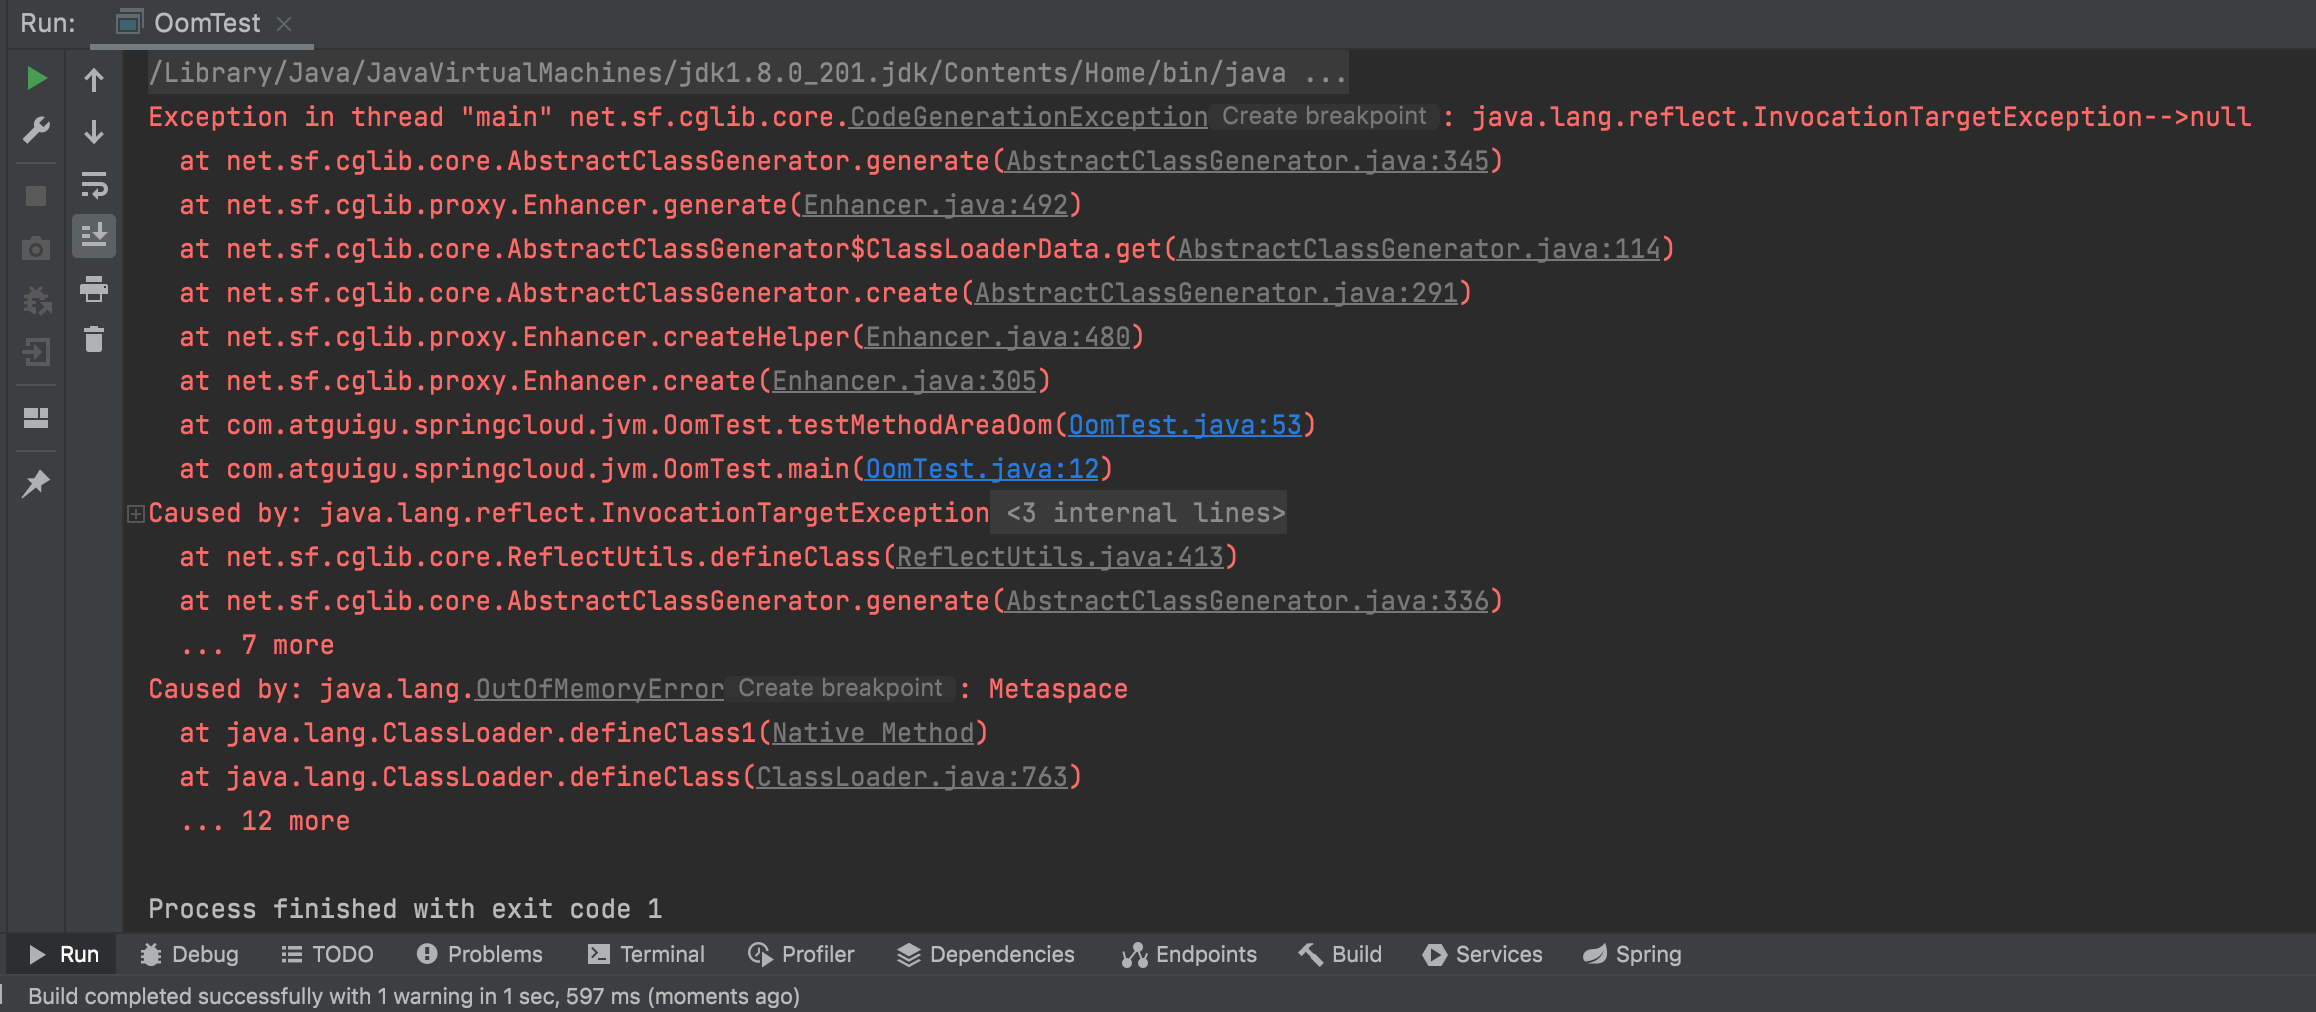 Run: OomTest
/Library/Java/JavaVirtualMachines/jdk1.8.0_201.jdk/Contents/Home/bin/java ...
Exception in thread "main" net.sf.cglib.core.CodeGenerationException Create breakpoint : java.lang.reflect.InvocationTargetException-->null
at net.sf.cglib.core.AbstractClassGenerator.generate(AbstractClassGenerator.java:345)
at net.sf.cglib.proxy.Enhancer.generate(Enhancer.java:492)
at net.sf.cglib.core.AbstractClassGenerator$ClassLoaderData.get(AbstractClassGenerator.java:114)
at net.sf.cglib.core.AbstractClassGenerator.create(AbstractClassGenerator.java:291)
at net.sf.cglib.proxy.Enhancer.createHelper(Enhancer.java:480)
at net.sf.cglib.proxy.Enhancer.create(Enhancer.java:305)
at com.atguigu.springcloud.jvm.OomTest.testMethodAreaOom(OomTest.java:53)
at com.atguigu.springcloud.jvm.OomTest.main(OomTest.java:12)
Caused by: java.lang.reflect.InvocationTargetException <3 internal lines>
at net.sf.cglib.core.ReflectUtils.defineClass(ReflectUtils.java:413)
at net.sf.cglib.core.AbstractClassGenerator.generate(AbstractClassGenerator.java:336)
... 7 more
Caused by: java.lang.OutOfMemoryError Create breakpoint : Metaspace
at java.lang.ClassLoader.defineClass1(Native Method)
at java.lang.ClassLoader.defineClass(ClassLoader.java:763)
... 12 more
Process finished with exit code 1
Run Debug TODO Problems Terminal Profiler Dependencies Endpoints Build Services Spring
Build completed successfully with 1 warning in 1 sec, 597 ms (moments ago)